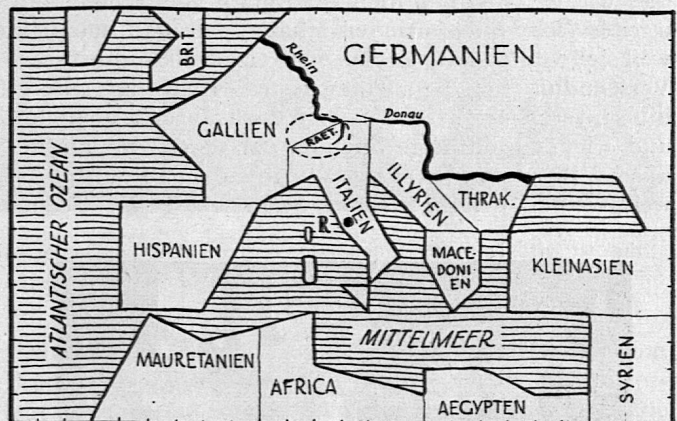 BRIT.
Rhein
GERMANIEN
GALLIEN
RAET.
Donau
ATLANTISCHER OZEAN
ITALIEN
ILLYRIEN
THRAK.
R
HISPANIEN
MACE-
DONI-
EN
KLEINASIEN
MITTELMEER
MAURETANIEN
AFRICA
AEGYPTEN
SYRIEN